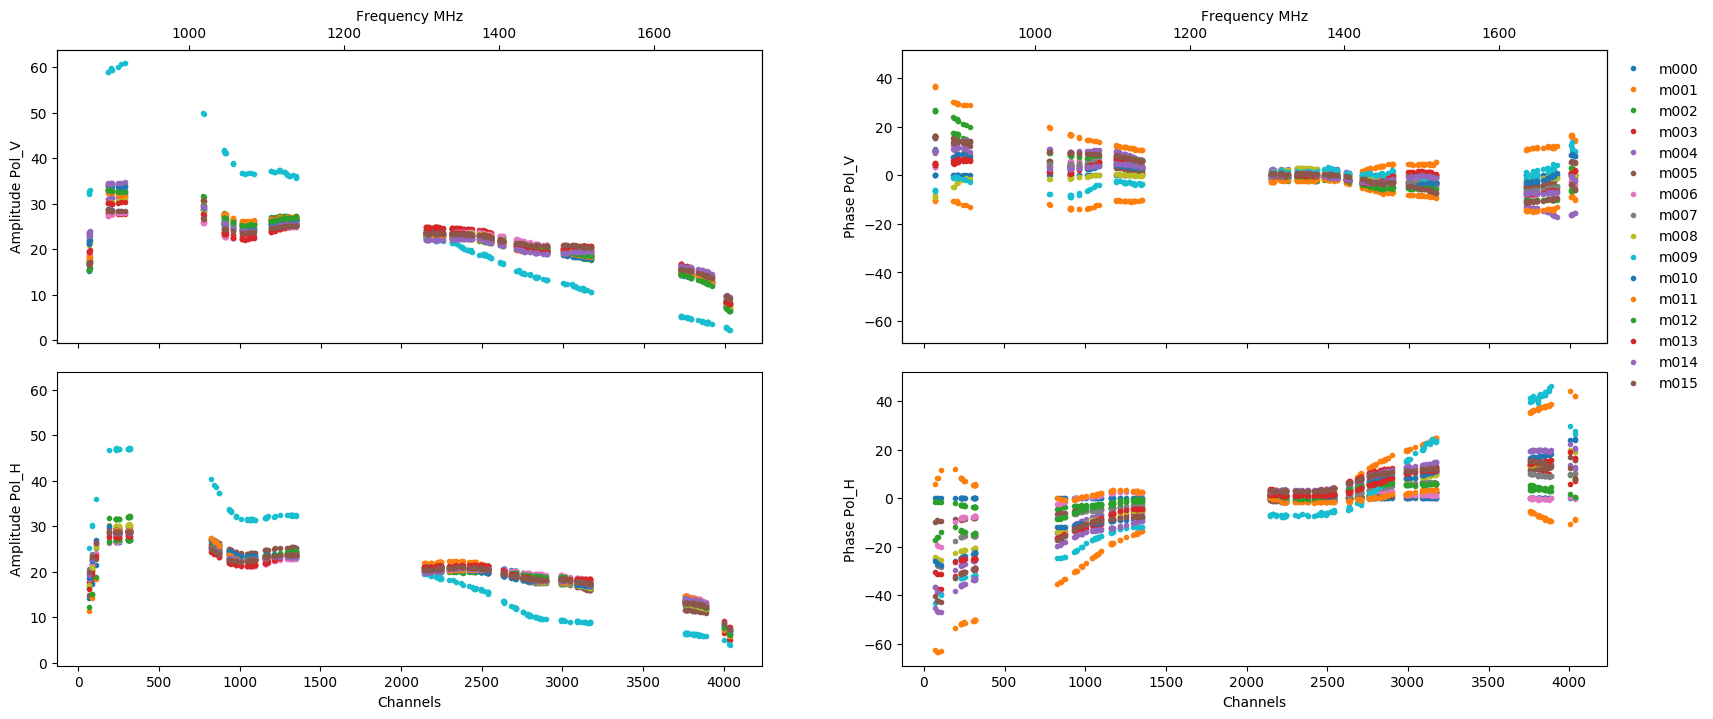 Frequency MHz
1000 1200 1400 1600
Amplitude Pol_V
60
50
40
30
20
10
0
Frequency MHz
1000 1200 1400 1600
Phase Pol_V
40
20
0
−20
−40
−60
m000
m001
m002
m003
m004
m005
m006
m007
m008
m009
m010
m011
m012
m013
m014
m015
Amplitude Pol_H
60
50
40
30
20
10
0
0 500 1000 1500 2000 2500 3000 3500 4000
Channels
Phase Pol_H
40
20
0
−20
−40
−60
0 500 1000 1500 2000 2500 3000 3500 4000
Channels